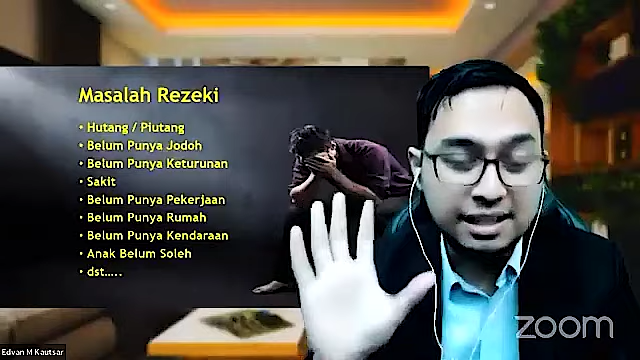 Masalah Rezeki
• Hutang / Piutang
• Belum Punya Jodoh
• Belum Punya Keturunan
• Sakit
• Belum Punya Pekerjaan
• Belum Punya Rumah
• Belum Punya Kendaraan
• Anak Belum Soleh
• dst.....
zoom
Edvan M Kautsar